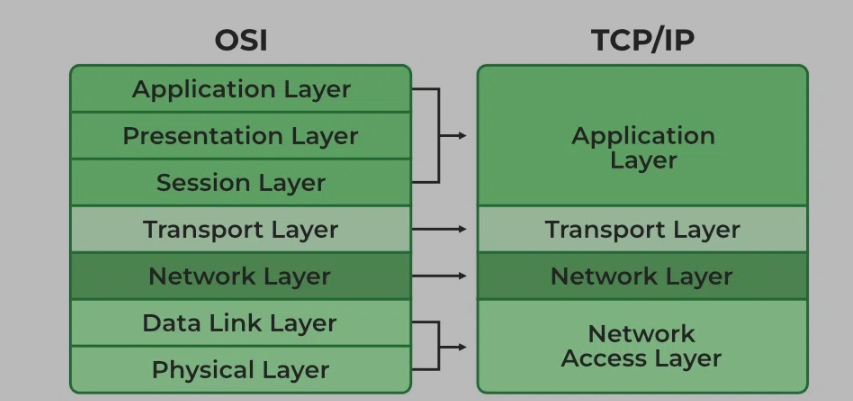 OSI
Application Layer
Presentation Layer
Session Layer
Transport Layer
Network Layer
Data Link Layer
Physical Layer
TCP/IP
Application
Layer
Transport Layer
Network Layer
Network
Access Layer